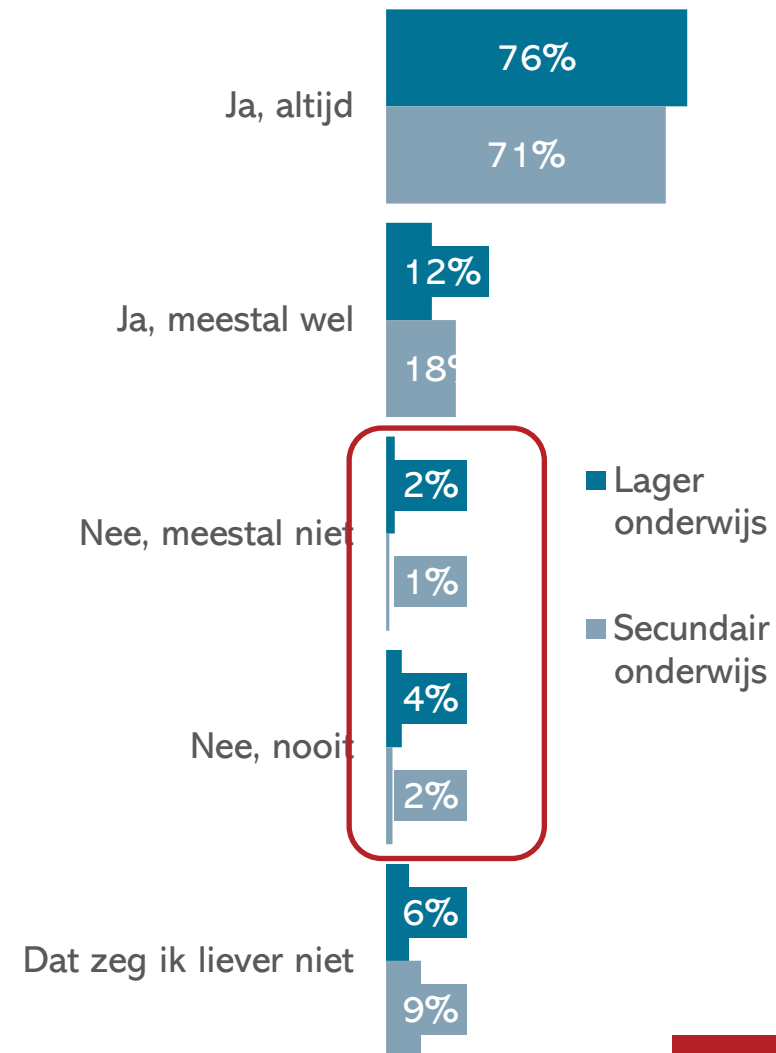 Ja, altijd
76%
71%
Ja, meestal wel
12%
18%
Nee, meestal niet
2%
1%
Nee, nooit
4%
2%
Dat zeg ik liever niet
6%
9%
Lager
onderwijs
Secundair
onderwijs